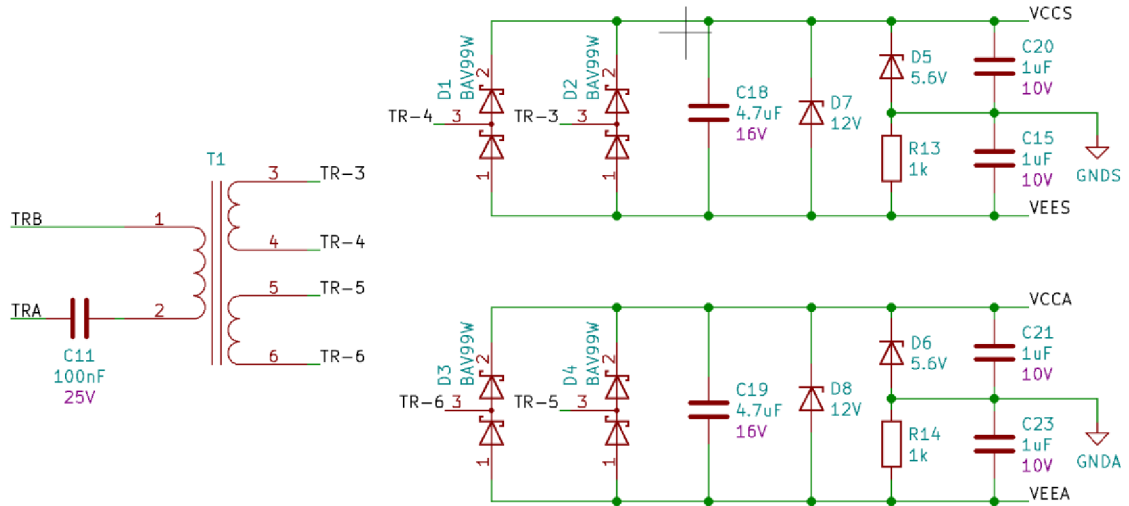 VCCS
D1
BAV99W
2
TR-4
3
1
D2
BAV99W
2
TR-3
3
1
C18
4.7uF
16V
D7
12V
D5
5.6V
R13
1k
C20
1uF
10V
C15
1uF
10V
GNDS
VEES
T1
TRB
1
TRA
2
C11
100nF
25V
3
TR-3
4
TR-4
5
TR-5
6
TR-6
VCCA
D3
BAV99W
2
TR-6
3
1
D4
BAV99W
2
TR-5
3
1
C19
4.7uF
16V
D8
12V
D6
5.6V
R14
1k
C21
1uF
10V
C23
1uF
10V
GNDA
VEEA